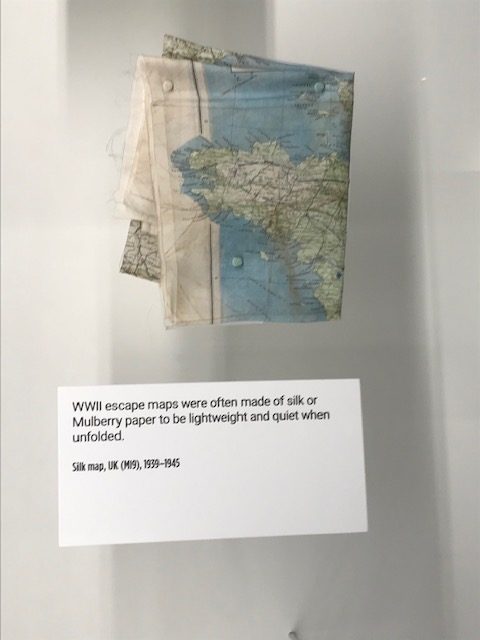 WWII escape maps were often made of silk or
Mulberry paper to be lightweight and quiet when
unfolded.
Silk map, UK (MI9), 1939–1945